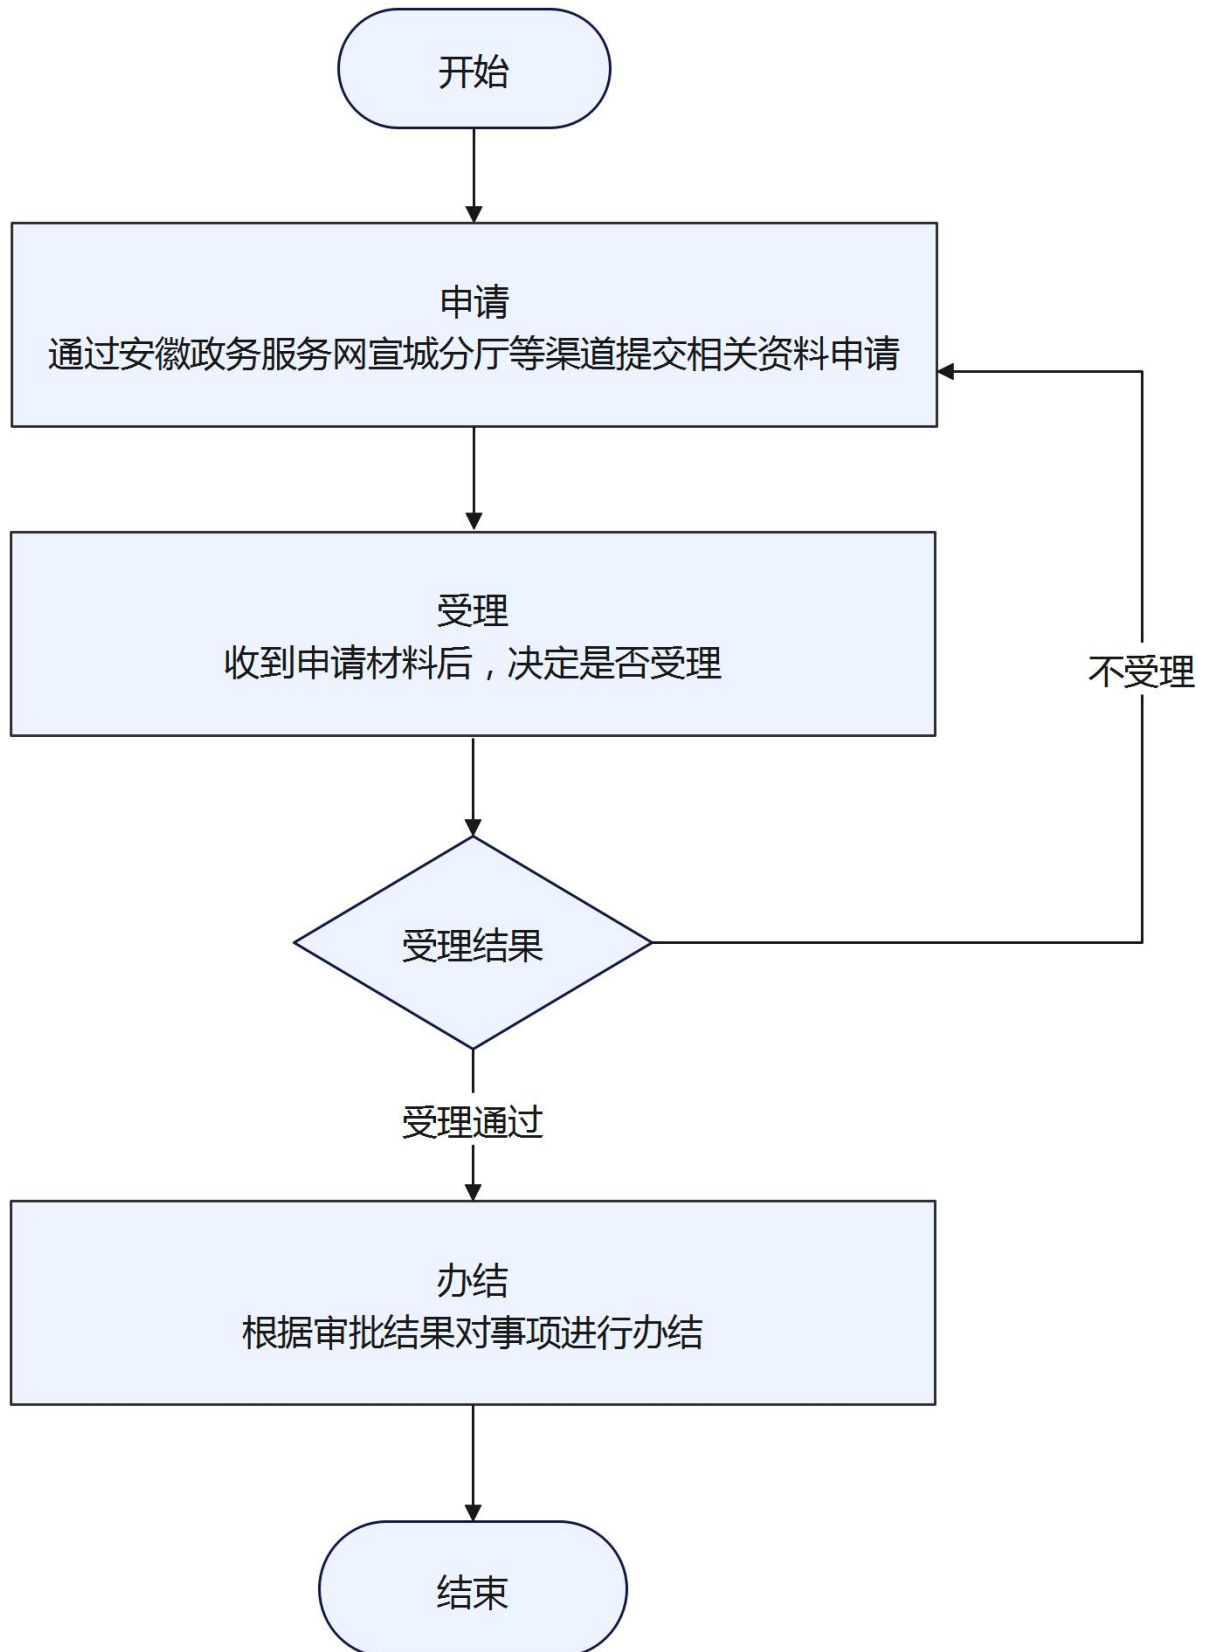 开始
申请
通过安徽政务服务网宣城分厅等渠道提交相关资料申请
受理
收到申请材料后，决定是否受理
不受理
受理结果
受理通过
办结
根据审批结果对事项进行办结
结束